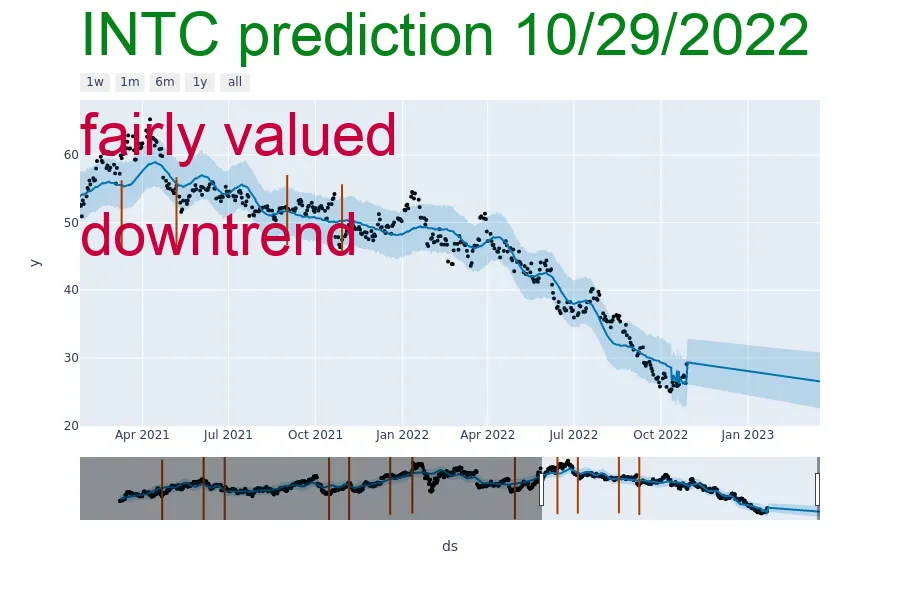 INTC prediction 10/29/2022
1w 1m 6m 1y all
fairly valued
60
50
downtrend
y
40
30
20
Apr 2021 Jul 2021 Oct 2021 Jan 2022 Apr 2022 Jul 2022 Oct 2022 Jan 2023
ds